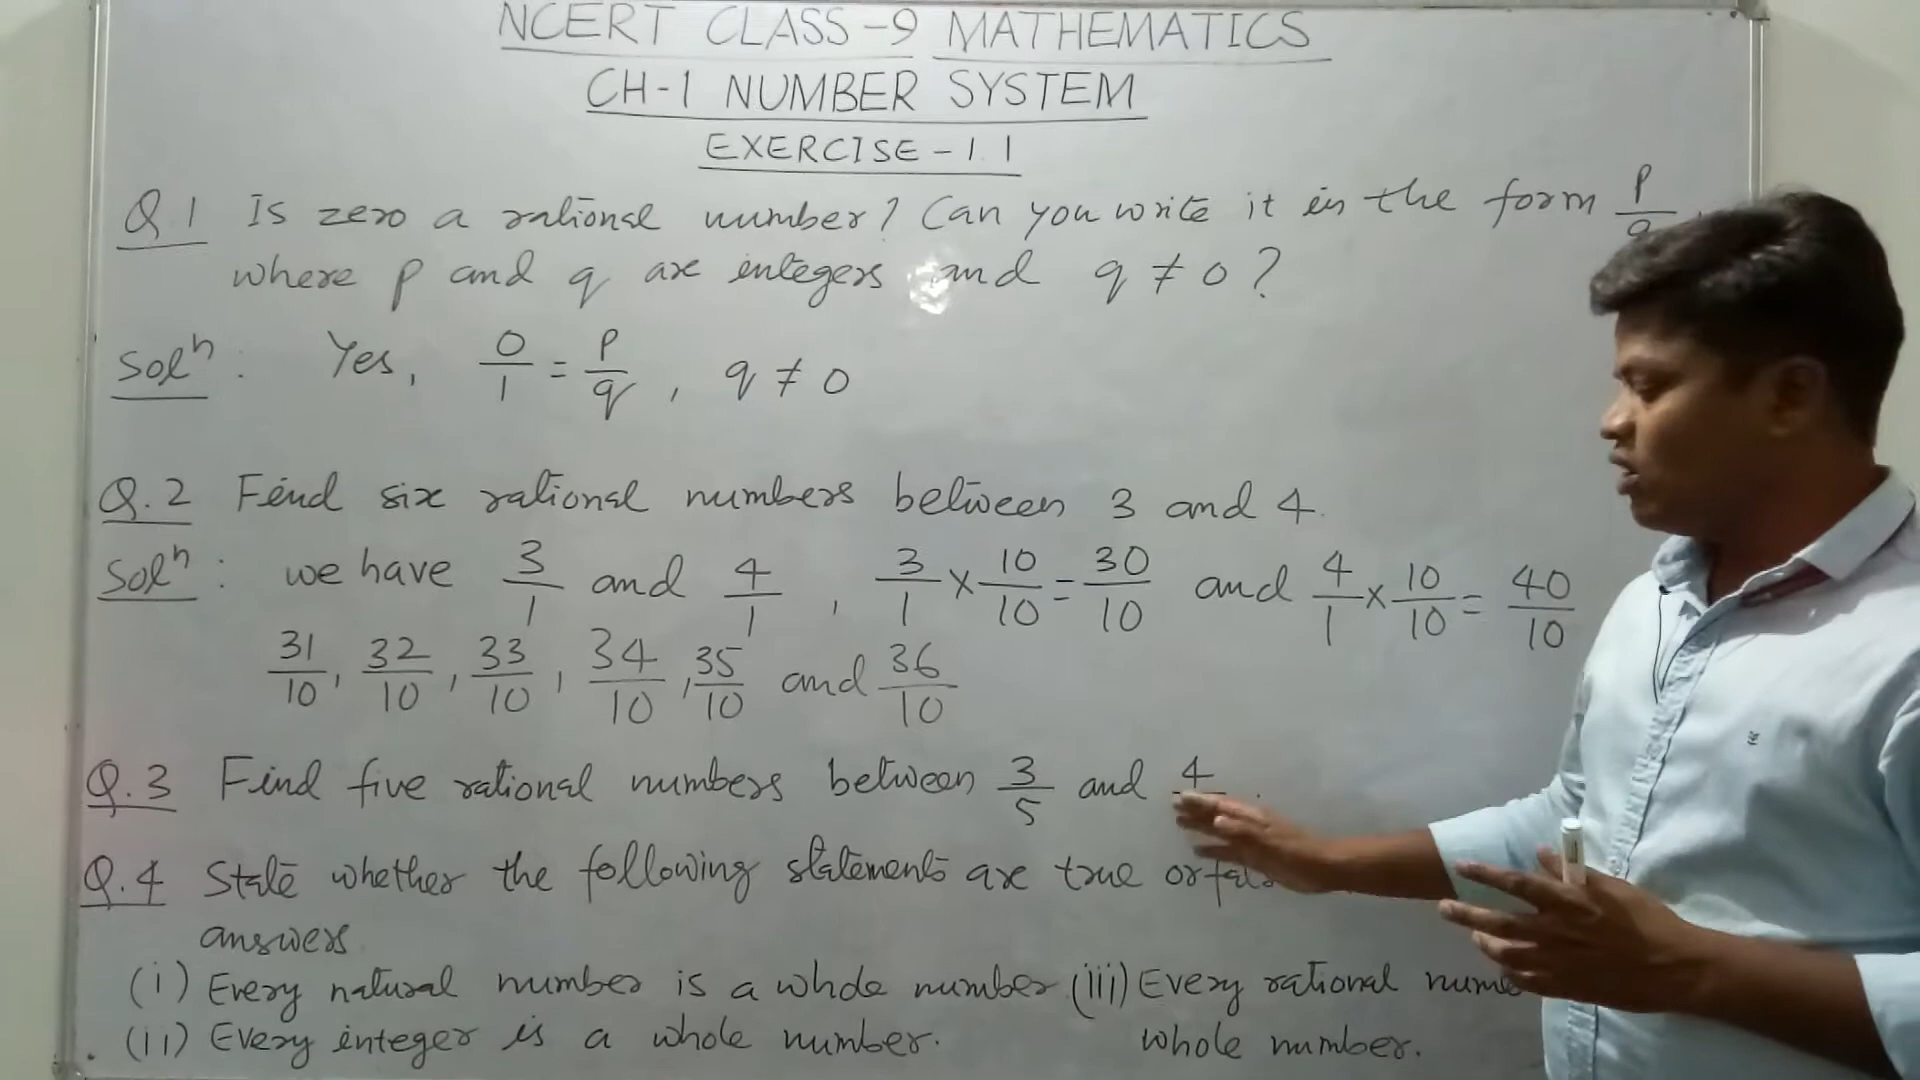 NCERT CLASS-9 MATHEMATICS
CH-1 NUMBER SYSTEM
EXERCISE-1.1
Q.1 Is zero a rational number? Can you write it in the form p/q,
where p and q are integers and q ≠ 0?
Solⁿ: Yes, 0/1 = p/q, q ≠ 0
Q.2 Find six rational numbers between 3 and 4.
Solⁿ: we have 3/1 and 4/1, 3/1 × 10/10 = 30/10 and 4/1 × 10/10 = 40/10
31/10, 32/10, 33/10, 34/10, 35/10 and 36/10
Q.3 Find five rational numbers between 3/5 and 4
Q.4 State whether the following statements are true or
answers
(i) Every natural number is a whole number. (iii) Every rational
(ii) Every integer is a whole number. whole number.